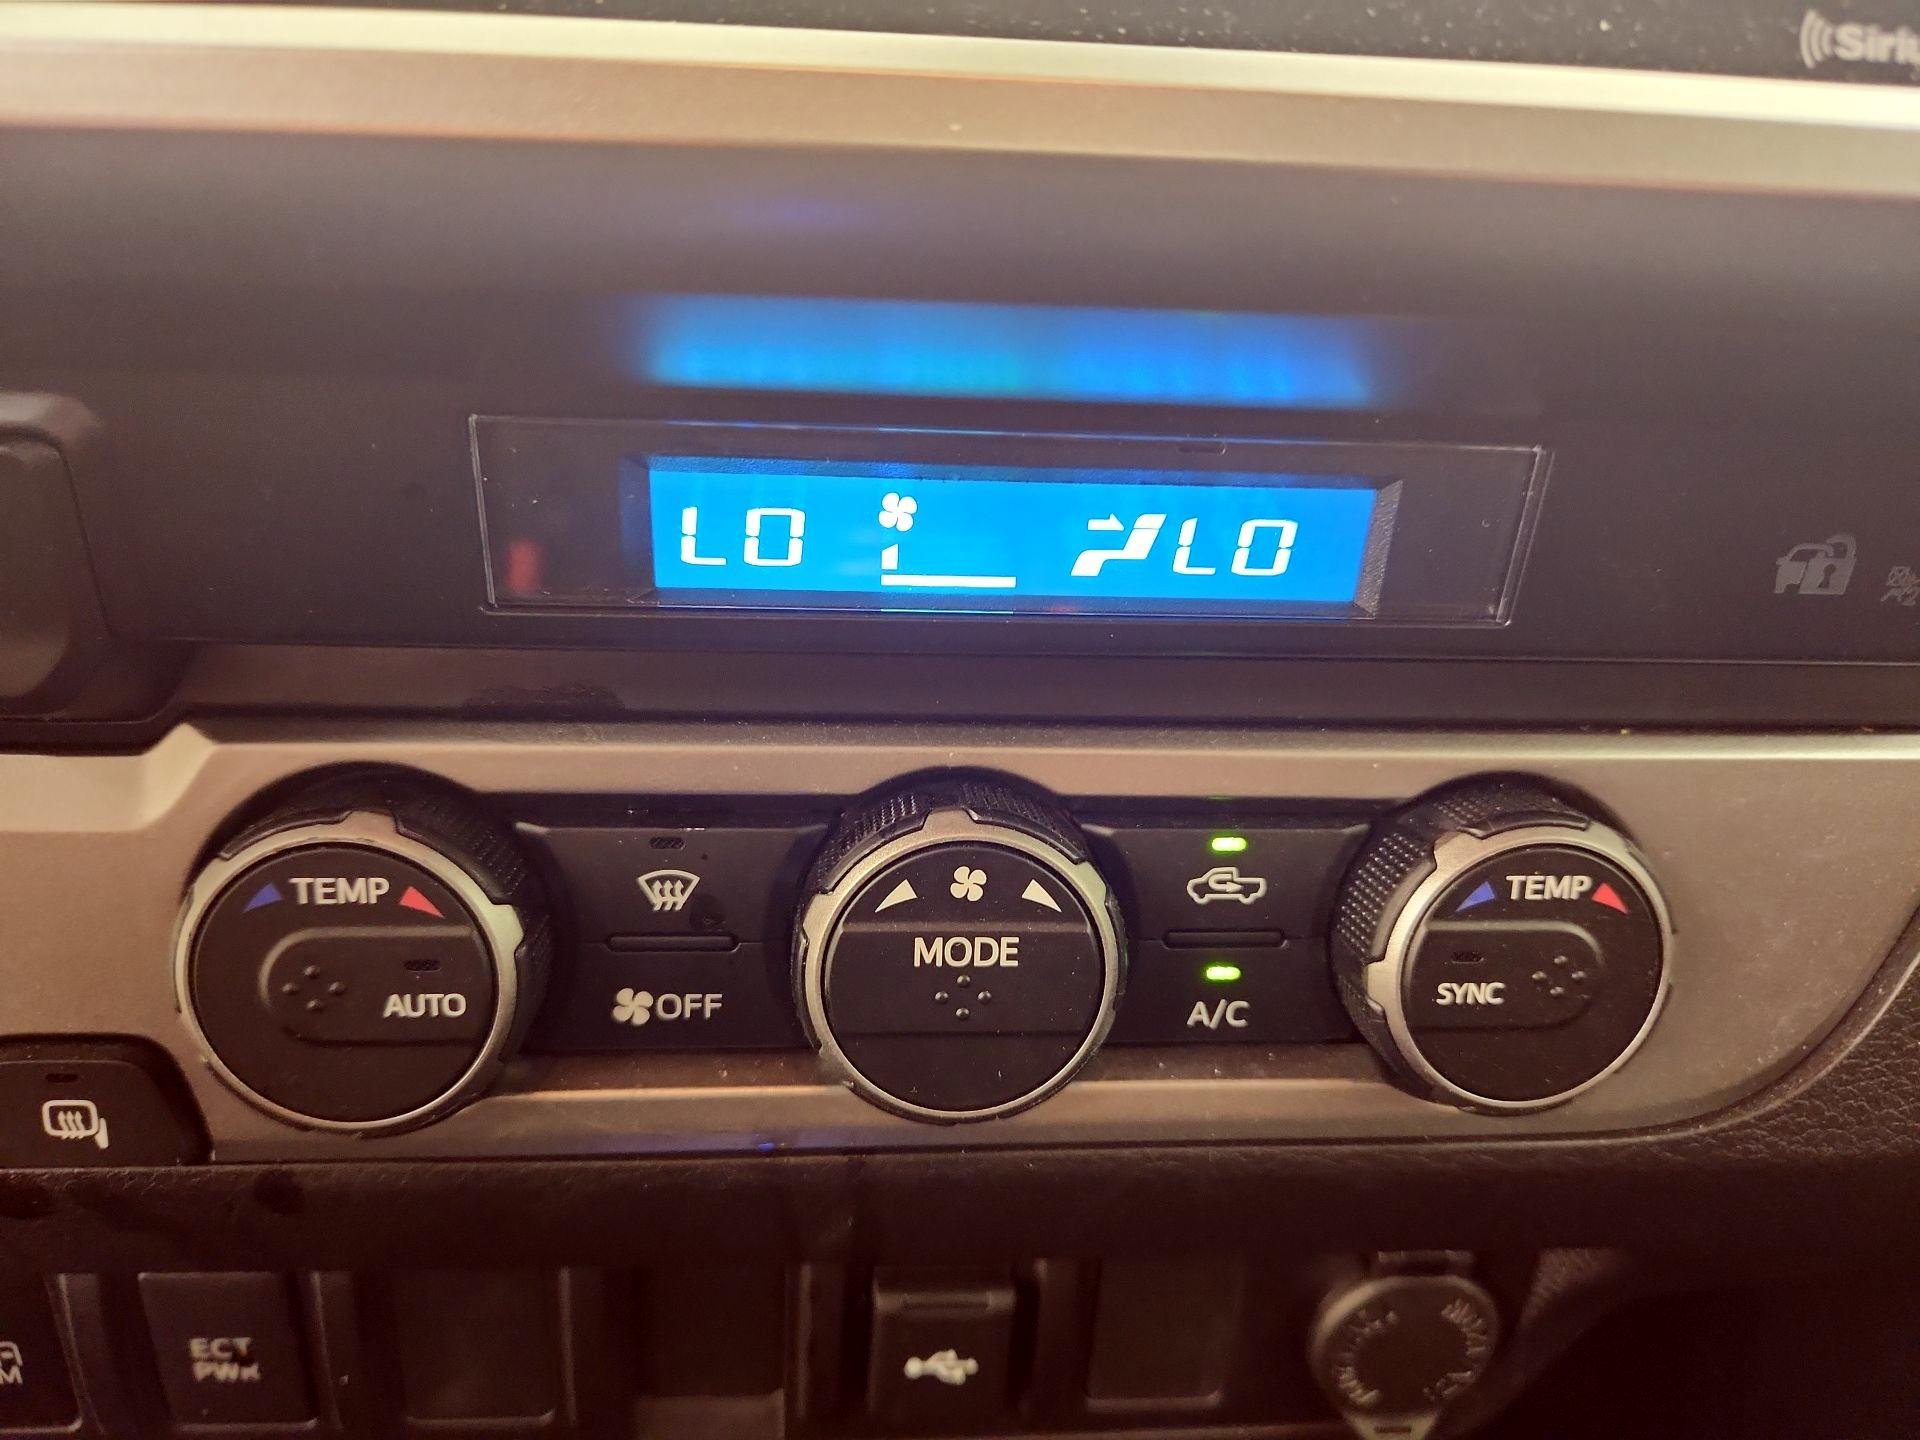 LO LO
TEMP
AUTO
OFF
MODE
A/C
TEMP
SYNC
ECT
PWR